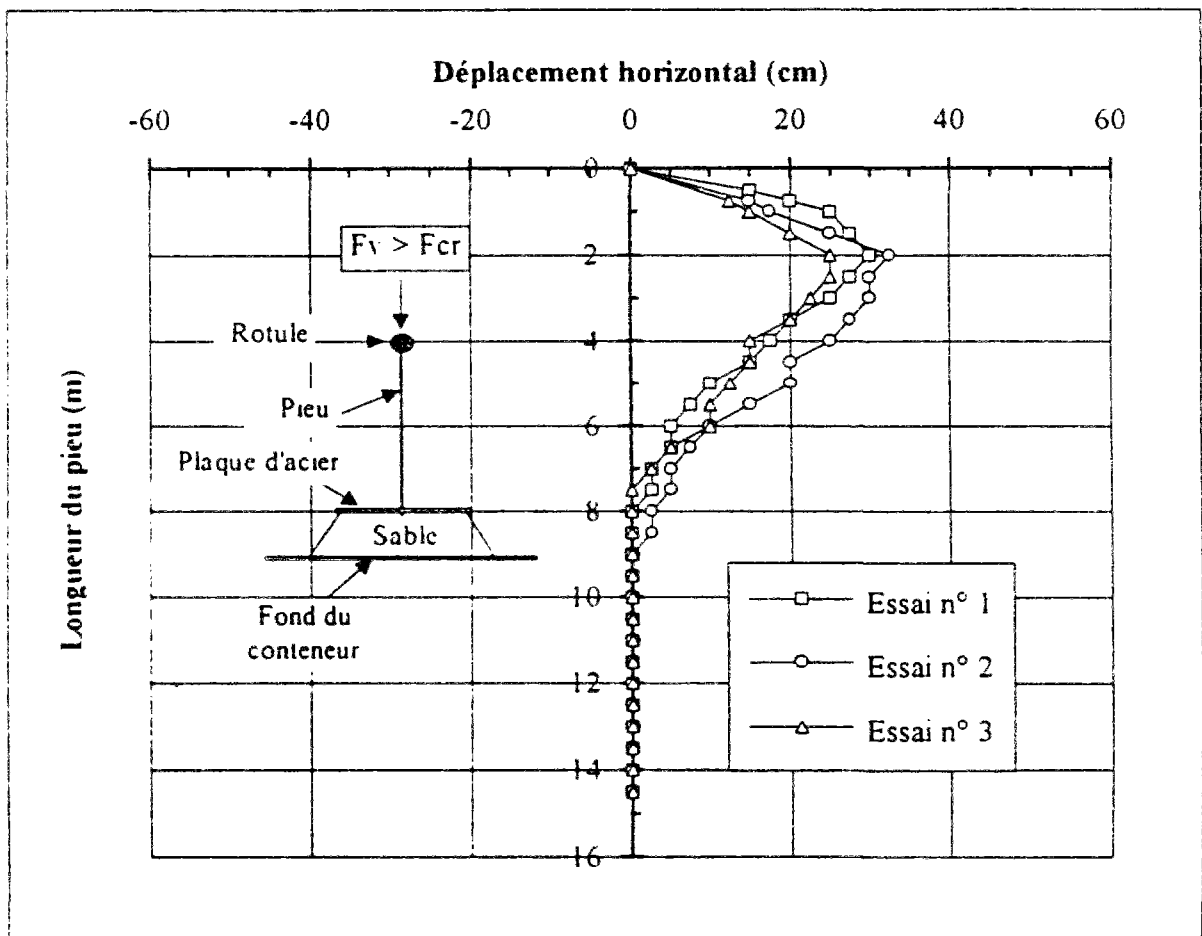 Déplacement horizontal (cm)
-60 -40 -20 0 20 40 60
0
2
4
6
8
10
12
14
16
Longueur du pieu (m)
Fv > Fcr
Rotule
Pieu
Plaque d'acier
Sable
Fond du
conteneur
Essai n° 1
Essai n° 2
Essai n° 3